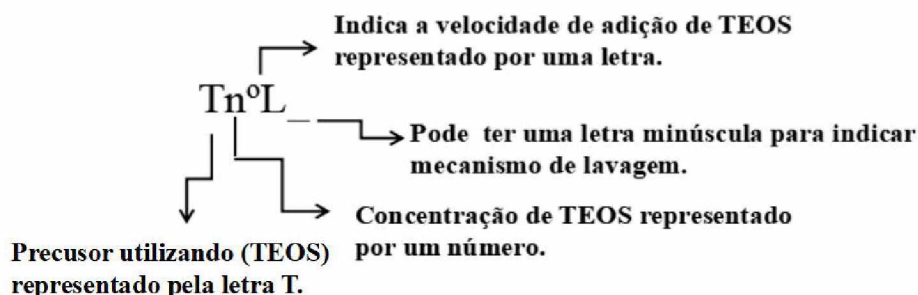 Indica a velocidade de adição de TEOS
representado por uma letra.
TnºL_
Pode ter uma letra minúscula para indicar
mecanismo de lavagem.
Concentração de TEOS representado
por um número.
Precusor utilizando (TEOS)
representado pela letra T.